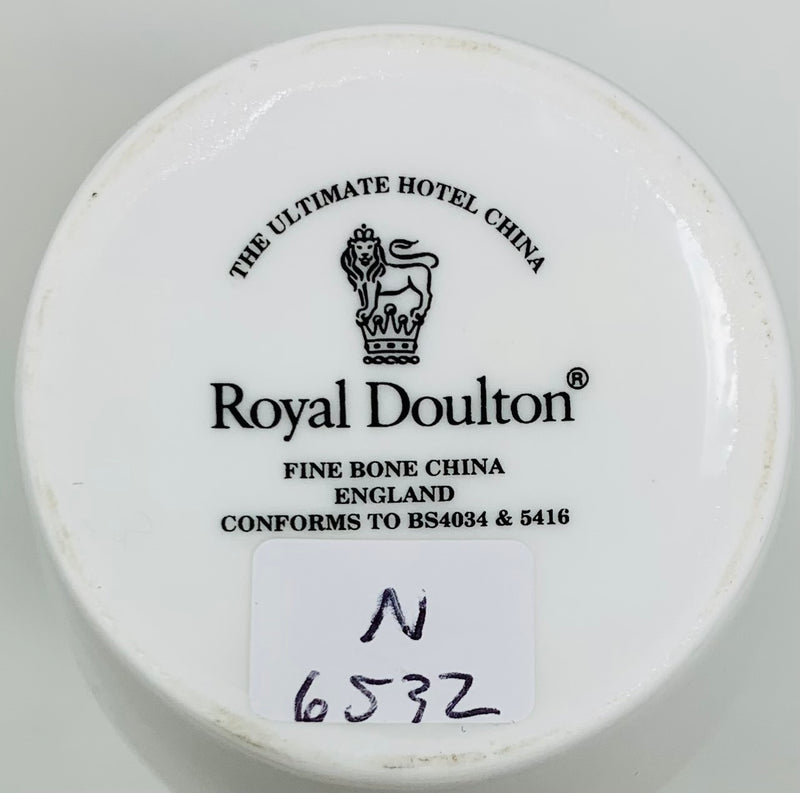 THE ULTIMATE HOTEL CHINA
Royal Doulton®
FINE BONE CHINA
ENGLAND
CONFORMS TO BS4034 & 5416
N
6532